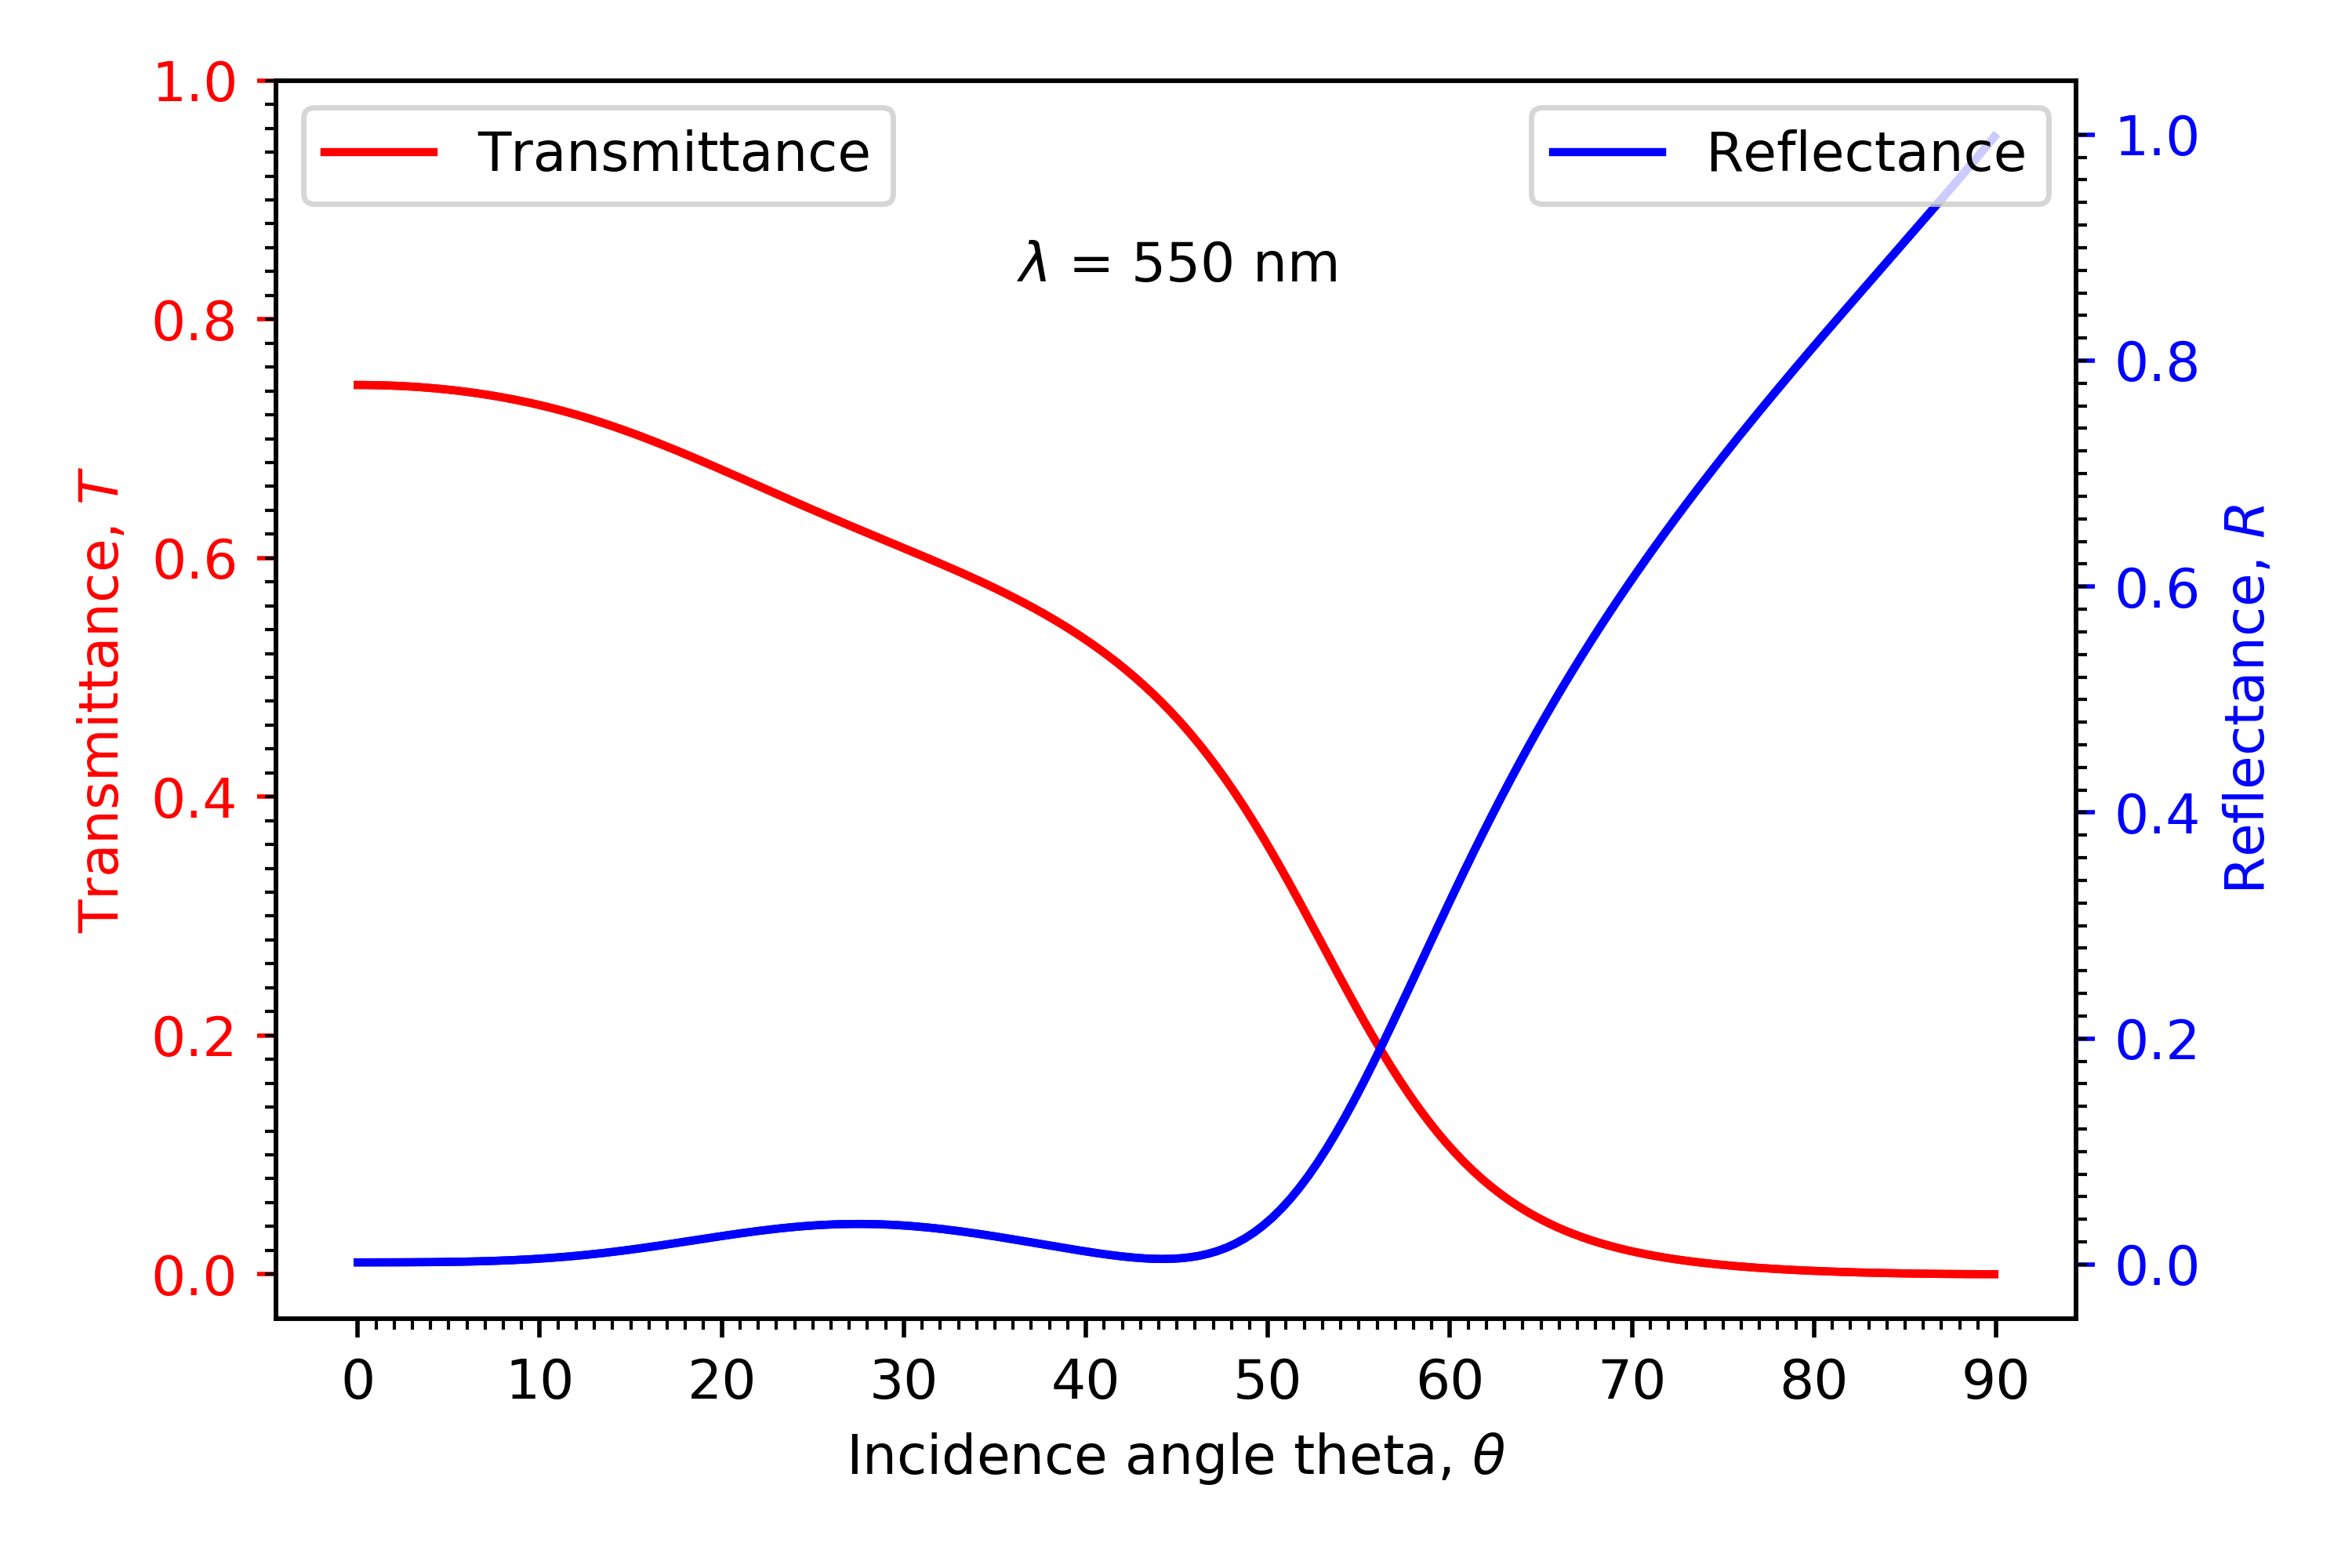 Transmittance
Reflectance
λ = 550 nm
Transmittance, T
1.0
0.8
0.6
0.4
0.2
0.0
Reflectance, R
1.0
0.8
0.6
0.4
0.2
0.0
0 10 20 30 40 50 60 70 80 90
Incidence angle theta, θ